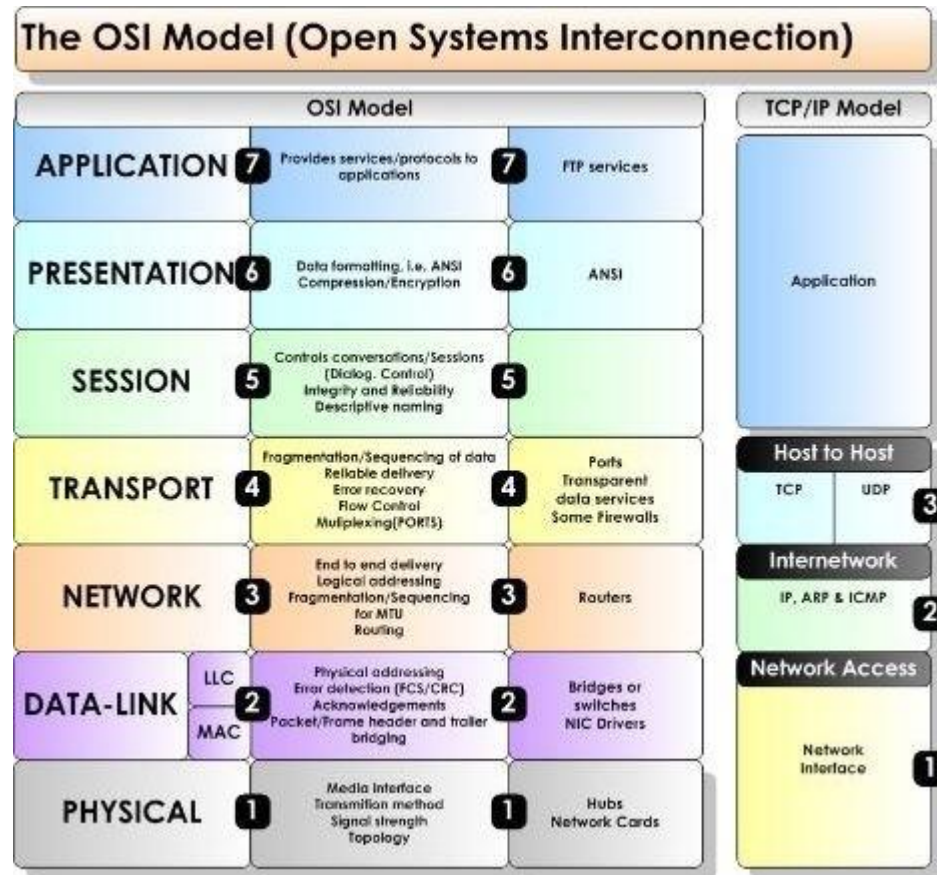 The OSI Model (Open Systems Interconnection)
OSI Model
APPLICATION
7
Provides services/protocols to
applications
7
FTP services
PRESENTATION
6
Data formatting, i.e. ANSI
Compression/Encryption
6
ANSI
SESSION
5
Controls conversations/Sessions
(Dialog. Control)
Integrity and Reliability
Descriptive naming
5
TRANSPORT
4
Fragmentation/Sequencing of data
Reliable delivery
Error recovery
Flow Control
Muliplexing(PORTS)
4
Ports
Transparent
data services
Some Firewalls
NETWORK
3
End to end delivery
Logical addressing
Fragmentation/Sequencing
for MTU
Routing
3
Routers
DATA-LINK
LLC
MAC
2
Physical addressing
Error detection (FCS/CRC)
Acknowledgements
Packet/Frame header and trailer
bridging
2
Bridges or
switches
NIC Drivers
PHYSICAL
1
Media Interface
Transmition method
Signal strength
Topology
1
Hubs
Network Cards
TCP/IP Model
Application
Host to Host
TCP
UDP
3
Internetwork
IP, ARP & ICMP
2
Network Access
Network
Interface
1